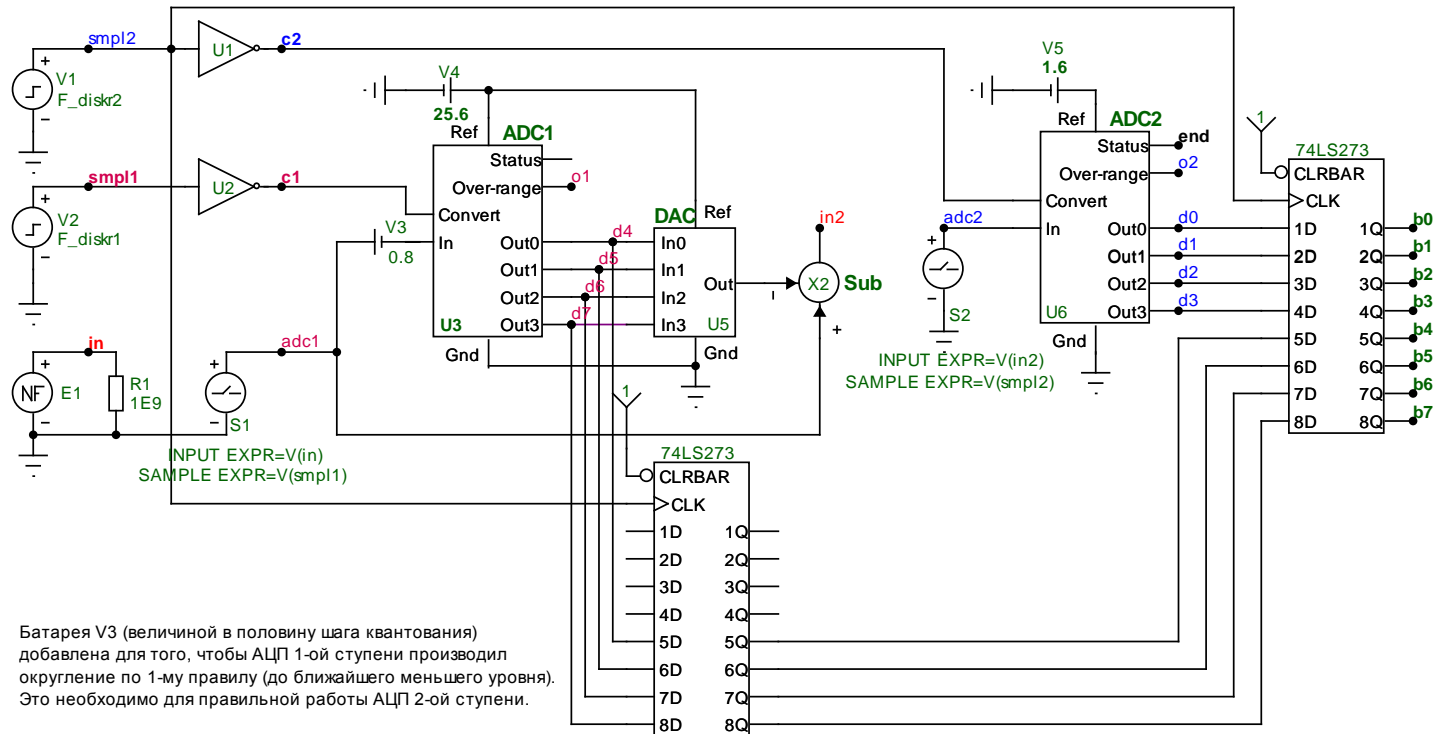 smpl2
U1
c2
V1
F_diskr2
V4
25.6
Ref
ADC1
Status
Over-range
o1
Convert
In
Out0
Out1
Out2
Out3
U3
Gnd
smpl1
U2
c1
V2
F_diskr1
V3
0.8
d4
d5
d6
d7
DAC
Ref
In0
In1
In2
In3
Out
U5
Gnd
in2
X2
Sub
V5
1.6
Ref
ADC2
Status
end
Over-range
o2
Convert
In
adc2
Out0
d0
Out1
d1
Out2
d2
Out3
d3
U6
Gnd
S2
INPUT EXPR=V(in2)
SAMPLE EXPR=V(smpl2)
1
74LS273
CLRBAR
CLK
1D 1Q b0
2D 2Q b1
3D 3Q b2
4D 4Q b3
5D 5Q b4
6D 6Q b5
7D 7Q b6
8D 8Q b7
in
NF
E1
R1
1E9
adc1
S1
INPUT EXPR=V(in)
SAMPLE EXPR=V(smpl1)
1
74LS273
CLRBAR
CLK
1D 1Q
2D 2Q
3D 3Q
4D 4Q
5D 5Q
6D 6Q
7D 7Q
8D 8Q
Батарея V3 (величиной в половину шага квантования)
добавлена для того, чтобы АЦП 1-ой ступени производил
округление по 1-му правилу (до ближайшего меньшего уровня).
Это необходимо для правильной работы АЦП 2-ой ступени.